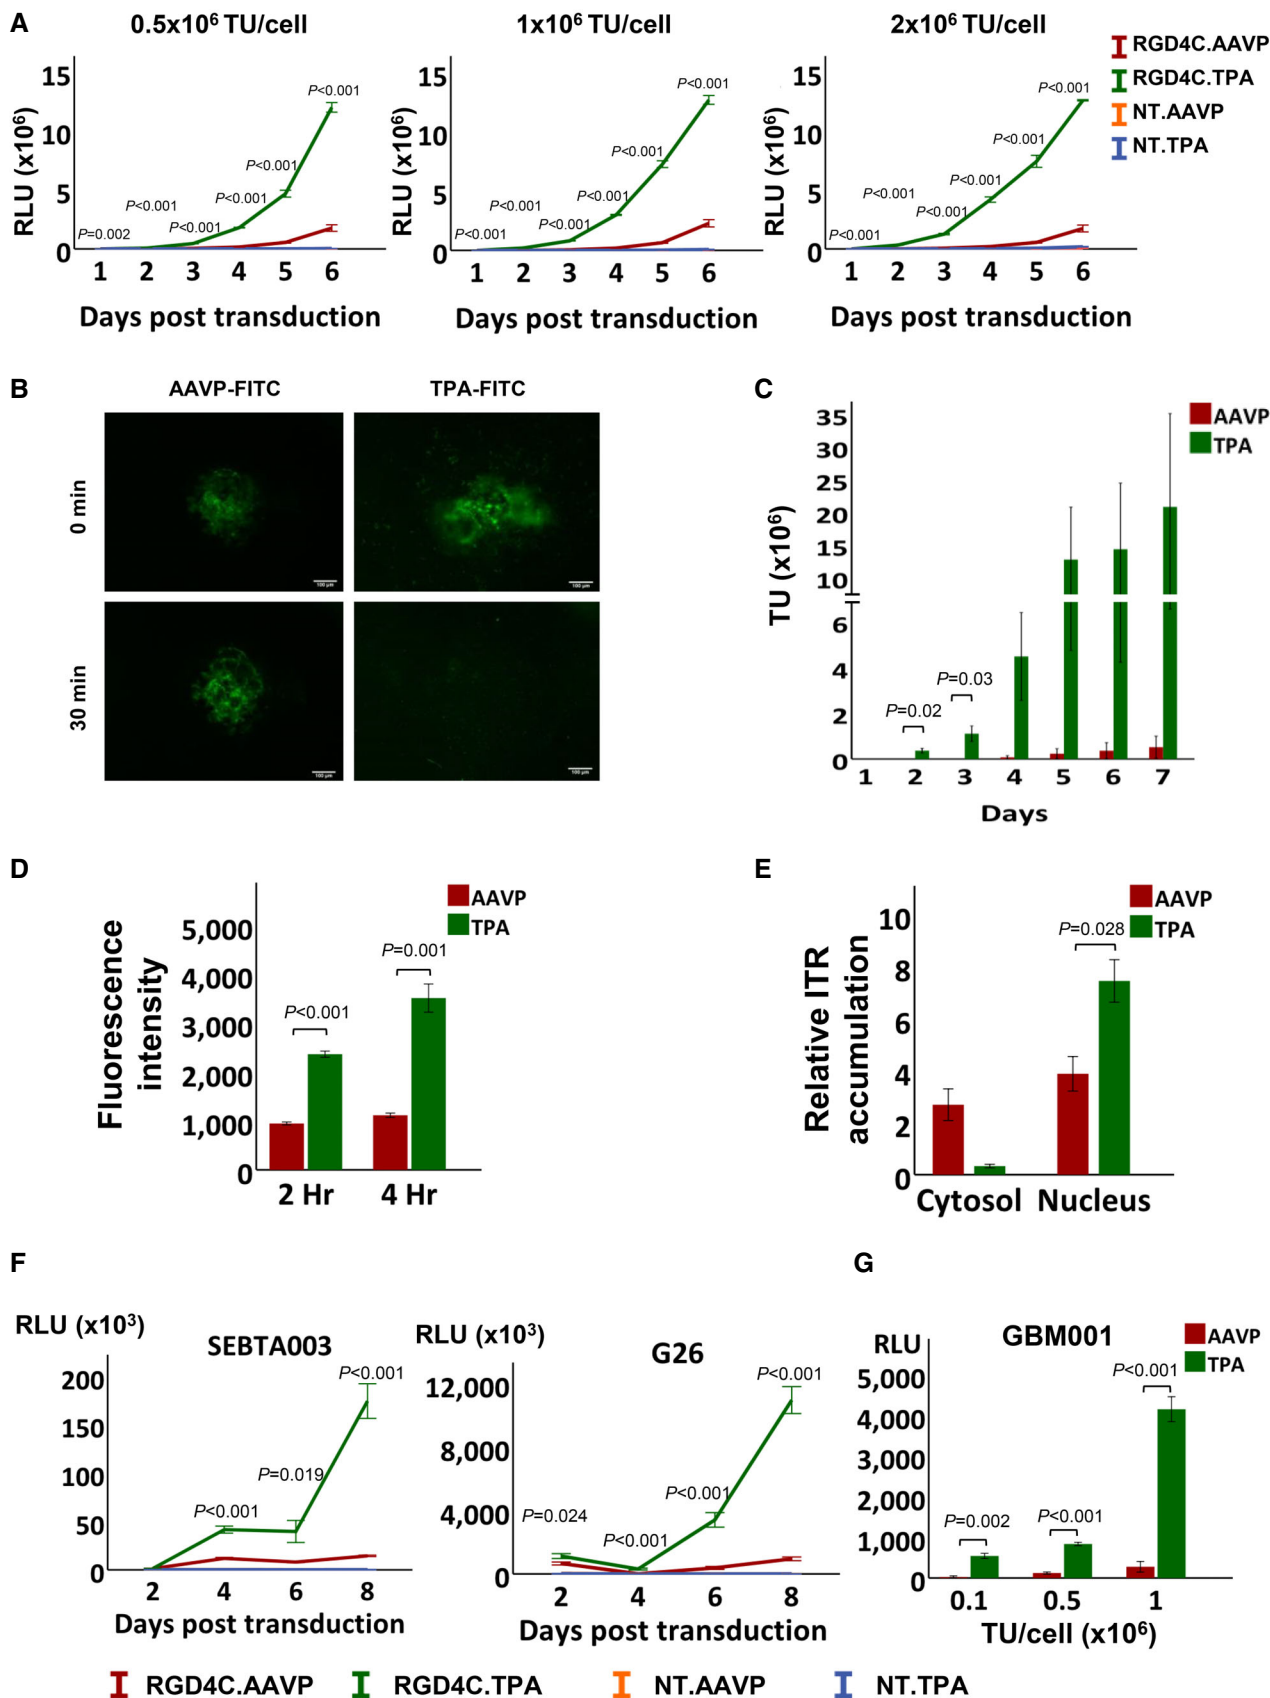 A
0.5x10⁶ TU/cell
1x10⁶ TU/cell
2x10⁶ TU/cell
RGD4C.AAVP
RGD4C.TPA
NT.AAVP
NT.TPA
RLU (x10⁶)
15
10
5
0
P=0.002
P<0.001
P<0.001
P<0.001
P<0.001
P<0.001
1 2 3 4 5 6
Days post transduction
RLU (x10⁶)
15
10
5
0
P<0.001
P<0.001
P<0.001
P<0.001
P<0.001
P<0.001
1 2 3 4 5 6
Days post transduction
RLU (x10⁶)
15
10
5
0
P<0.001
P<0.001
P<0.001
P<0.001
P<0.001
P<0.001
1 2 3 4 5 6
Days post transduction
B
AAVP-FITC
TPA-FITC
0 min
30 min
100 µm
100 µm
100 µm
100 µm
C
AAVP
TPA
TU (x10⁶)
35
30
25
20
15
10
6
4
2
0
P=0.02
P=0.03
1 2 3 4 5 6 7
Days
D
AAVP
TPA
Fluorescence
intensity
5,000
4,000
3,000
2,000
1,000
0
P<0.001
P=0.001
2 Hr 4 Hr
E
AAVP
TPA
Relative ITR
accumulation
10
8
6
4
2
0
P=0.028
Cytosol Nucleus
F
RLU (x10³)
SEBTA003
200
150
100
50
0
P<0.001
P=0.019
P<0.001
2 4 6 8
Days post transduction
RLU (x10³)
G26
12,000
8,000
4,000
0
P=0.024
P<0.001
P<0.001
P<0.001
2 4 6 8
Days post transduction
RGD4C.AAVP
RGD4C.TPA
NT.AAVP
NT.TPA
G
RLU
GBM001
AAVP
TPA
5,000
4,000
3,000
2,000
1,000
0
P=0.002
P<0.001
P<0.001
0.1 0.5 1
TU/cell (x10⁶)